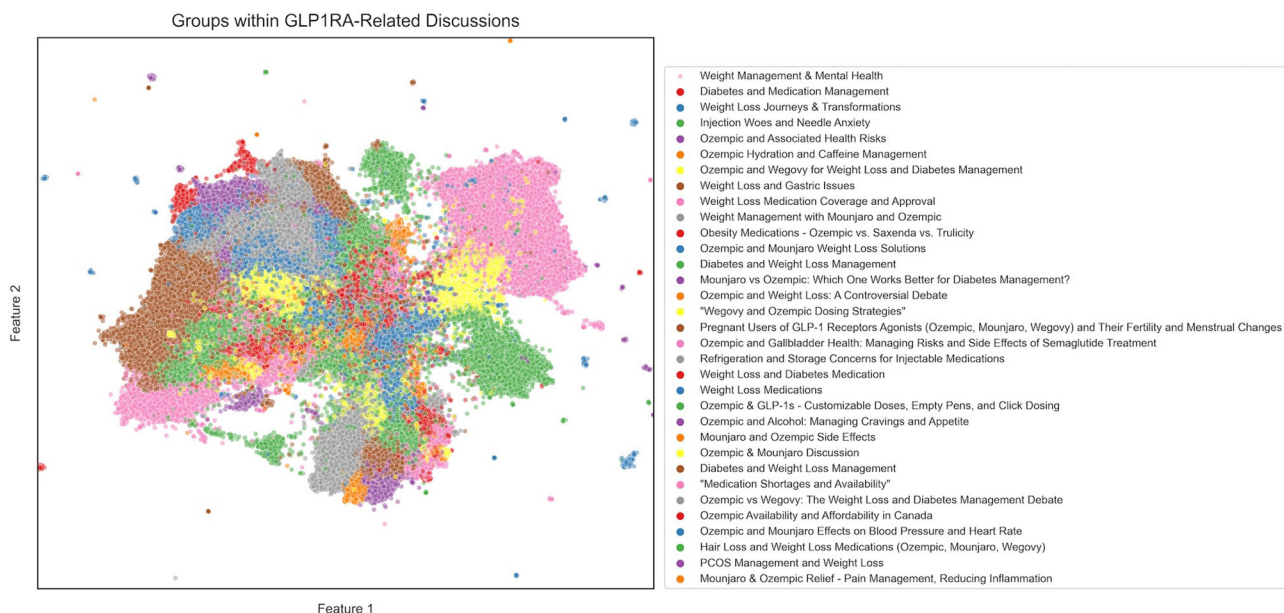 Groups within GLP1RA-Related Discussions
Feature 2
Feature 1
Weight Management & Mental Health
Diabetes and Medication Management
Weight Loss Journeys & Transformations
Injection Woes and Needle Anxiety
Ozempic and Associated Health Risks
Ozempic Hydration and Caffeine Management
Ozempic and Wegovy for Weight Loss and Diabetes Management
Weight Loss and Gastric Issues
Weight Loss Medication Coverage and Approval
Weight Management with Mounjaro and Ozempic
Obesity Medications - Ozempic vs. Saxenda vs. Trulicity
Ozempic and Mounjaro Weight Loss Solutions
Diabetes and Weight Loss Management
Mounjaro vs Ozempic: Which One Works Better for Diabetes Management?
Ozempic and Weight Loss: A Controversial Debate
"Wegovy and Ozempic Dosing Strategies"
Pregnant Users of GLP-1 Receptors Agonists (Ozempic, Mounjaro, Wegovy) and Their Fertility and Menstrual Changes
Ozempic and Gallbladder Health: Managing Risks and Side Effects of Semaglutide Treatment
Refrigeration and Storage Concerns for Injectable Medications
Weight Loss and Diabetes Medication
Weight Loss Medications
Ozempic & GLP-1s - Customizable Doses, Empty Pens, and Click Dosing
Ozempic and Alcohol: Managing Cravings and Appetite
Mounjaro and Ozempic Side Effects
Ozempic & Mounjaro Discussion
Diabetes and Weight Loss Management
"Medication Shortages and Availability"
Ozempic vs Wegovy: The Weight Loss and Diabetes Management Debate
Ozempic Availability and Affordability in Canada
Ozempic and Mounjaro Effects on Blood Pressure and Heart Rate
Hair Loss and Weight Loss Medications (Ozempic, Mounjaro, Wegovy)
PCOS Management and Weight Loss
Mounjaro & Ozempic Relief - Pain Management, Reducing Inflammation